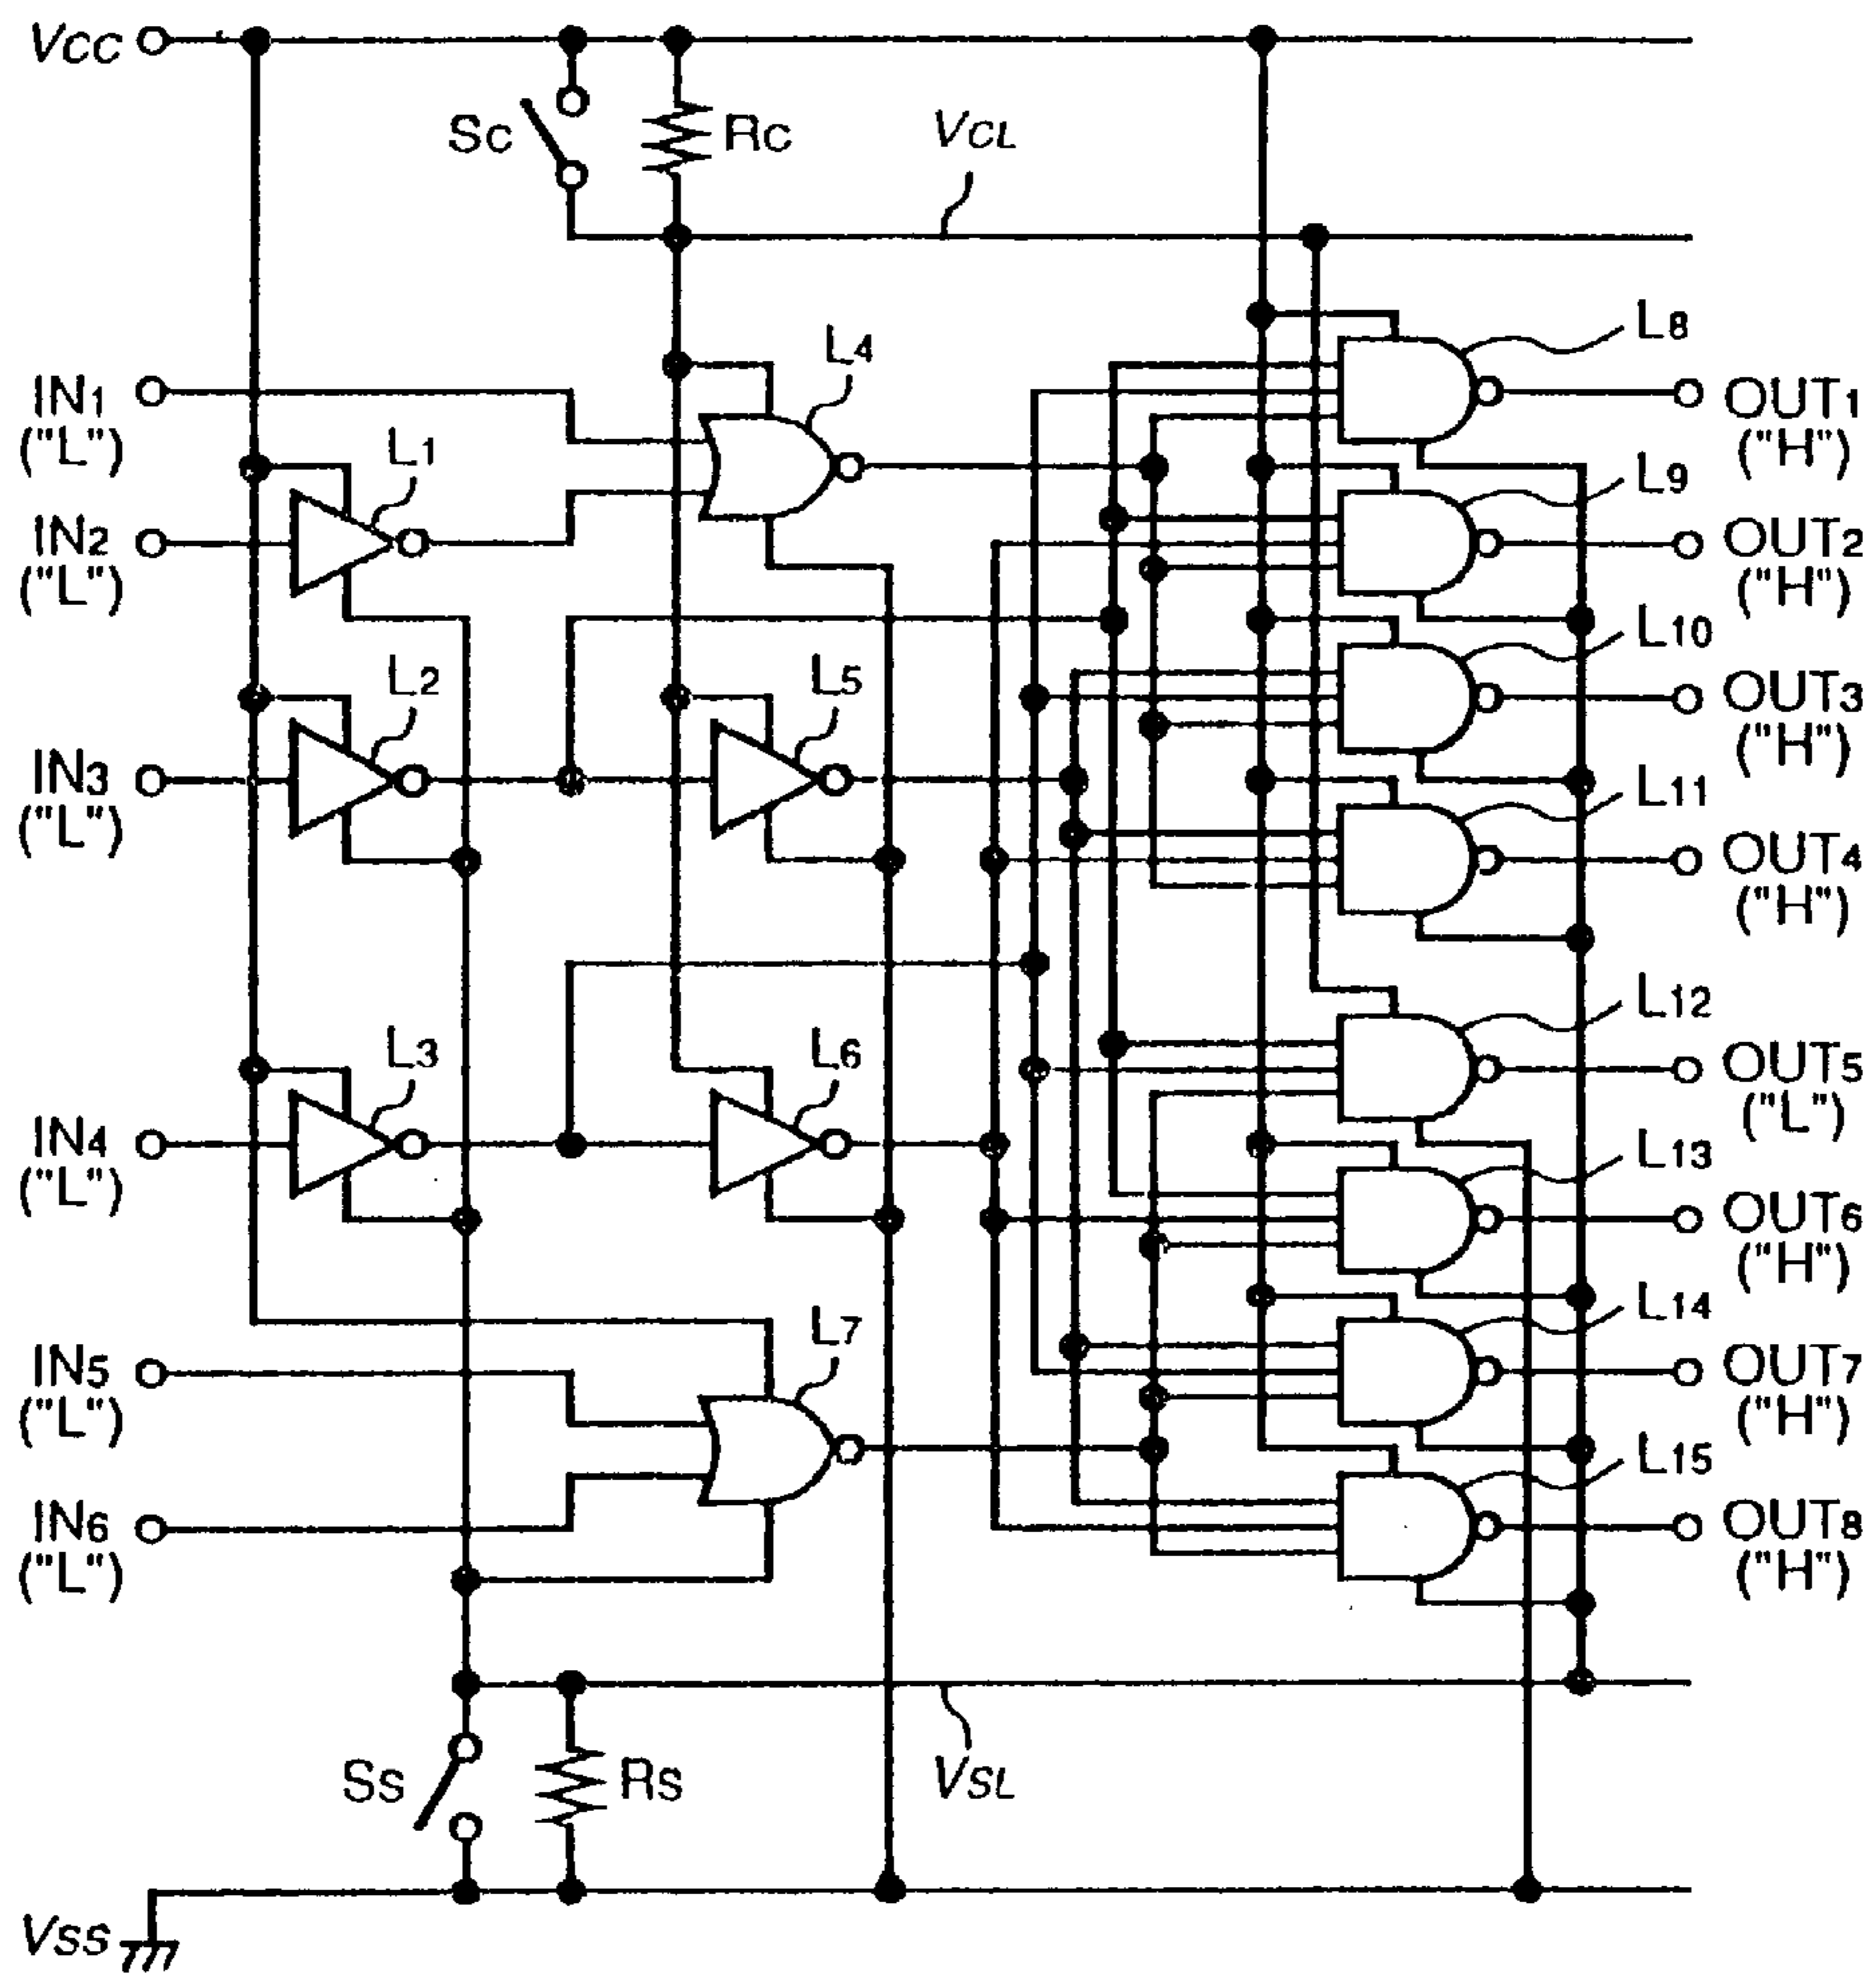 VCC
SC
RC
VCL
L8
L4
IN1
("L")
OUT1
("H")
L1
L9
IN2
("L")
OUT2
("H")
L10
L2
L5
OUT3
("H")
IN3
("L")
L11
OUT4
("H")
L12
L3
L6
OUT5
("L")
IN4
("L")
L13
OUT6
("H")
L14
L7
IN5
("L")
OUT7
("H")
L15
IN6
("L")
OUT8
("H")
SS
RS
VSL
VSS